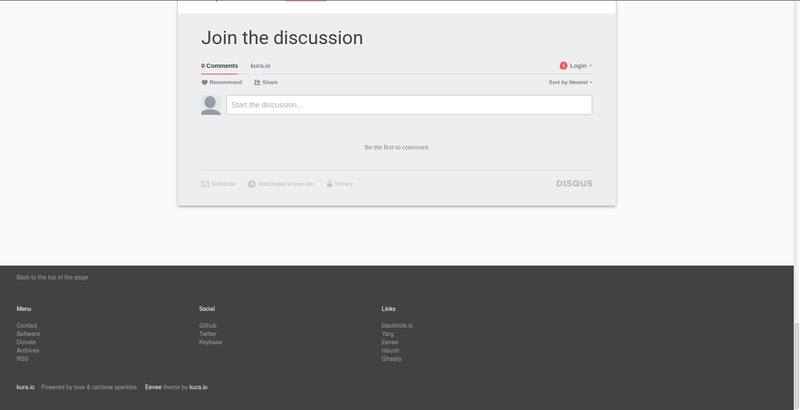 Join the discussion
0 Comments kura.io 1 Login
Recommend Share Sort by Newest
Start the discussion…
Be the first to comment.
Subscribe Add Disqus to your site Privacy DISQUS
Back to the top of the page
Menu Social Links
Contact Github blackhole.io
Software Twitter Yarg
Donate Keybase Eevee
Archives Hauntr
RSS Ghastly
kura.io Powered by love & rainbow sparkles. Eevee theme by kura.io